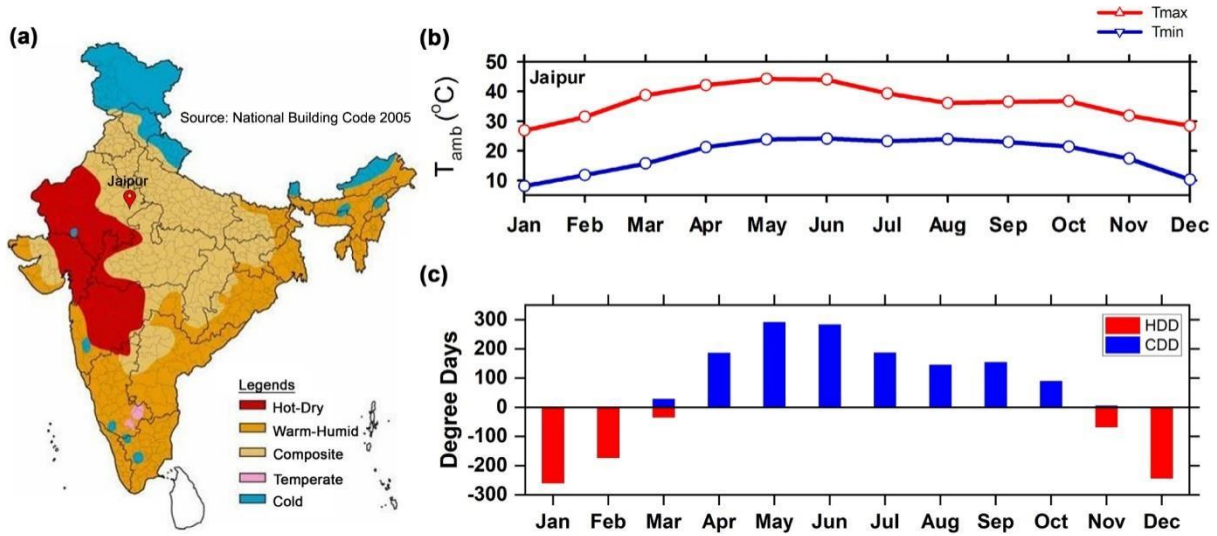 (a)
Source: National Building Code 2005
Jaipur
Legends
Hot-Dry
Warm-Humid
Composite
Temperate
Cold
(b)
Tmax
Tmin
Jaipur
T_amb (°C)
50
40
30
20
10
Jan Feb Mar Apr May Jun Jul Aug Sep Oct Nov Dec
(c)
HDD
CDD
Degree Days
300
200
100
0
-100
-200
-300
Jan Feb Mar Apr May Jun Jul Aug Sep Oct Nov Dec